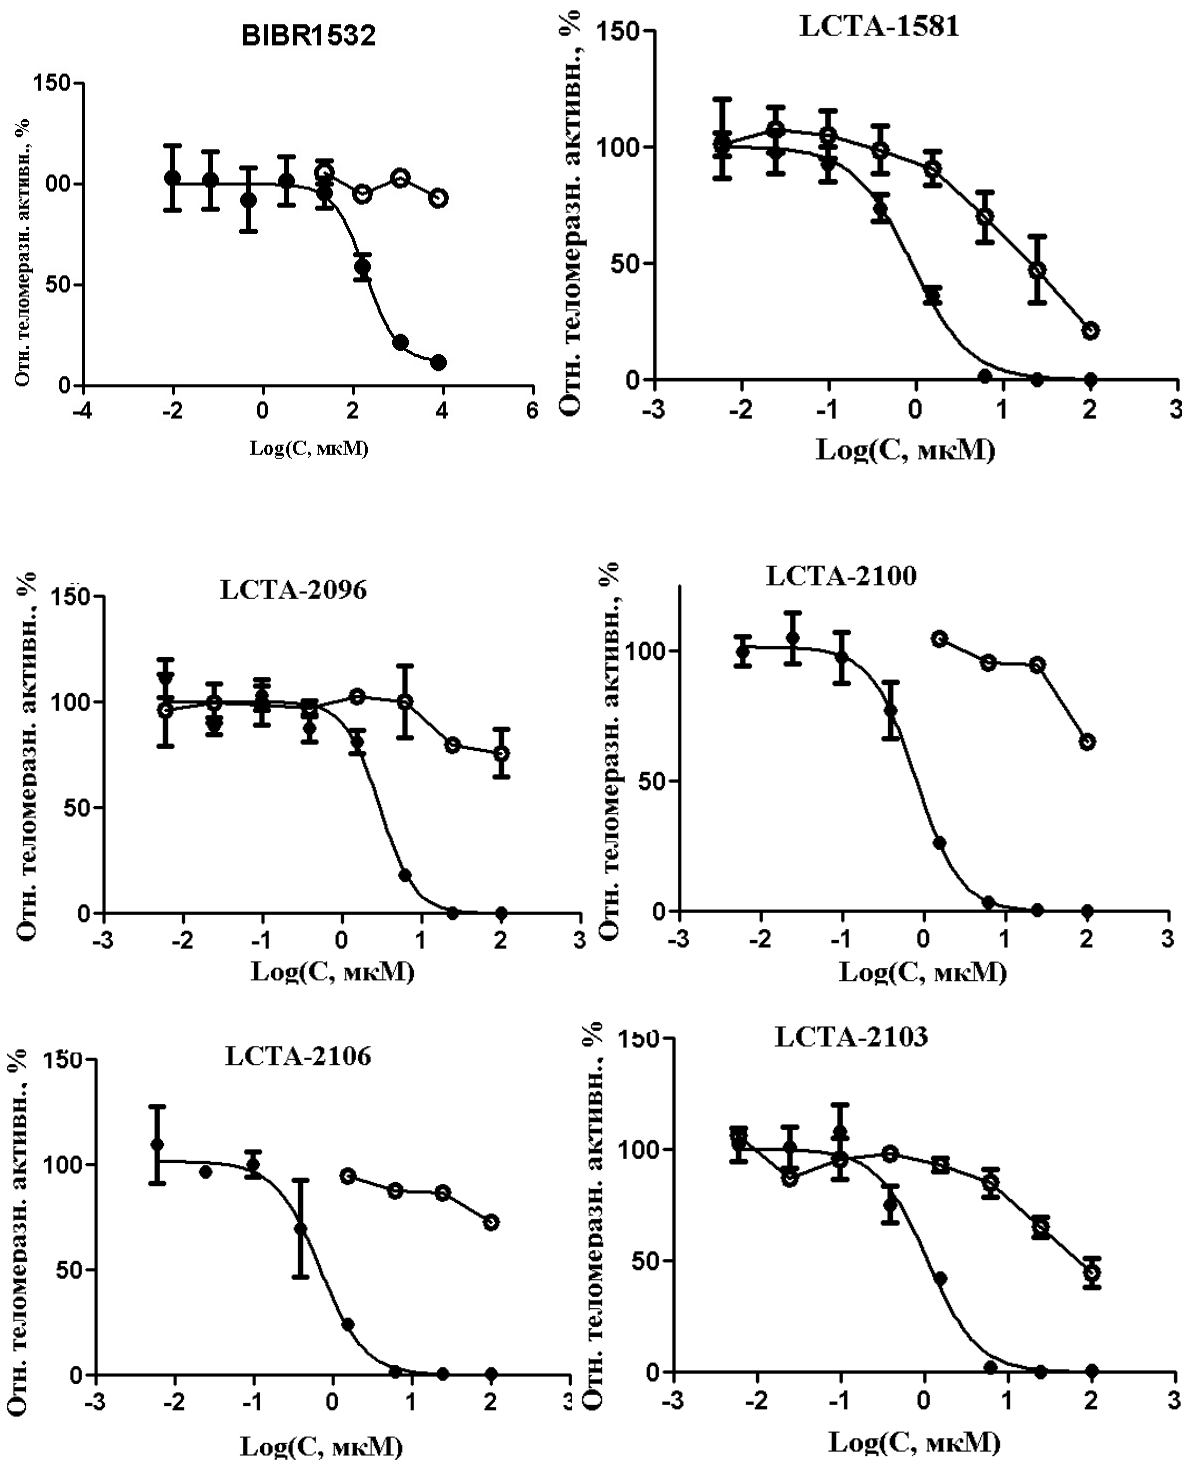 BIBR1532
Отн. теломеразн. активн., %
150
00
50
0
-4 -2 0 2 4 6
Log(C, мкМ)
LCTA-1581
Отн. теломеразн. активн., %
150
100
50
0
-3 -2 -1 0 1 2 3
Log(C, мкМ)
LCTA-2096
Отн. теломеразн. активн., %
150
100
50
0
-3 -2 -1 0 1 2 3
Log(C, мкМ)
LCTA-2100
Отн. теломеразн. активн., %
100
50
0
-3 -2 -1 0 1 2 3
Log(C, мкМ)
LCTA-2106
Отн. теломеразн. активн., %
150
100
50
0
-3 -2 -1 0 1 2 3
Log(C, мкМ)
LCTA-2103
Отн. теломеразн. активн., %
150
100
50
0
-3 -2 -1 0 1 2 3
Log(C, мкМ)